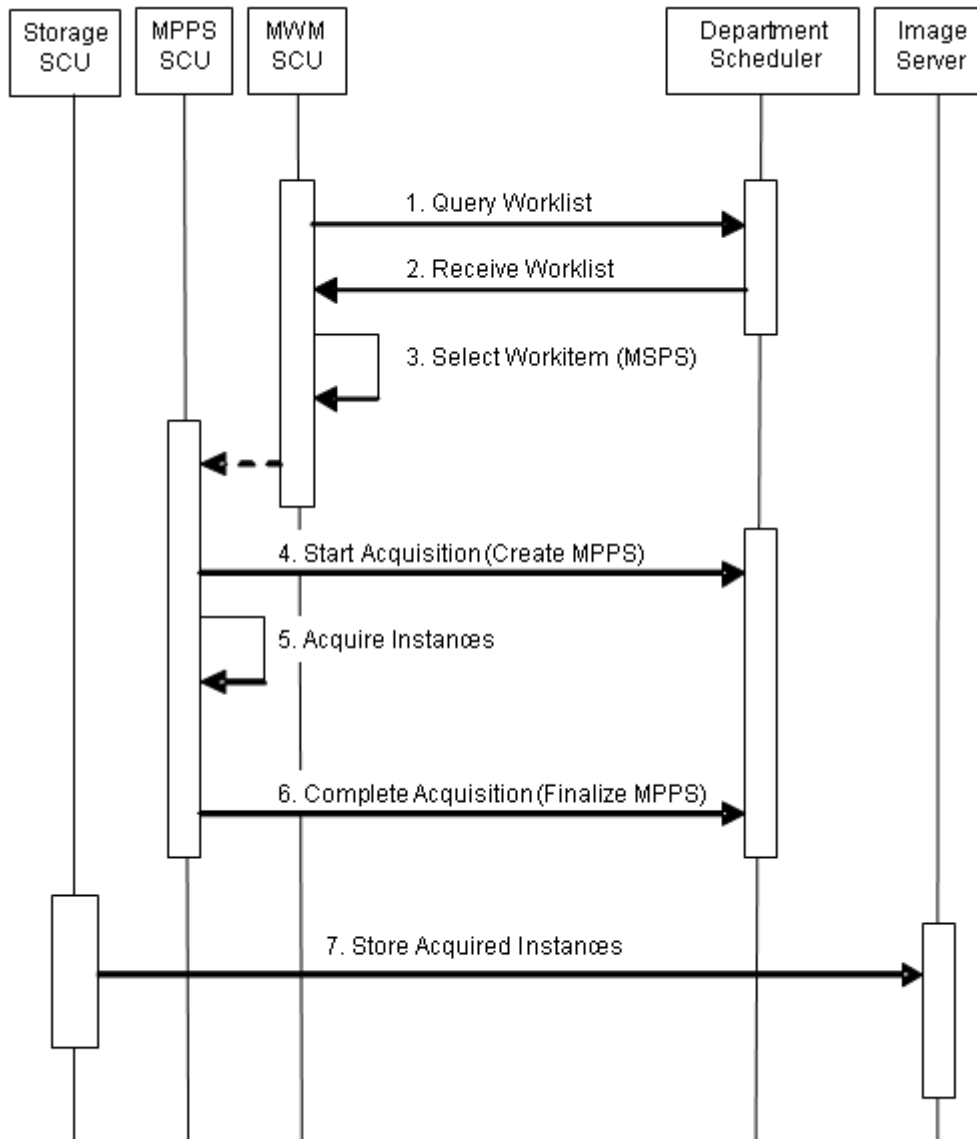 Storage
SCU
MPPS
SCU
MWM
SCU
Department
Scheduler
Image
Server
1. Query Worklist
2. Receive Worklist
3. Select Workitem (MSPS)
4. Start Acquisition (Create MPPS)
5. Acquire Instances
6. Complete Acquisition (Finalize MPPS)
7. Store Acquired Instances